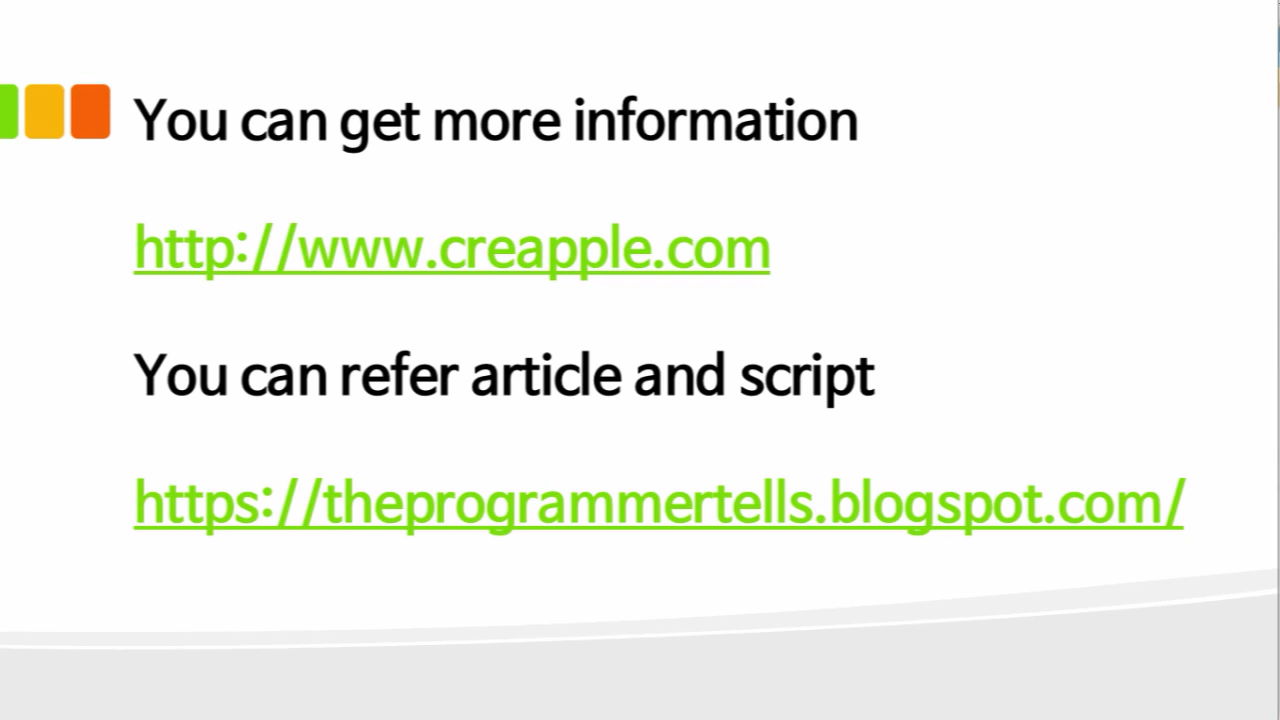 You can get more information
http://www.creapple.com
You can refer article and script
https://theprogrammertells.blogspot.com/